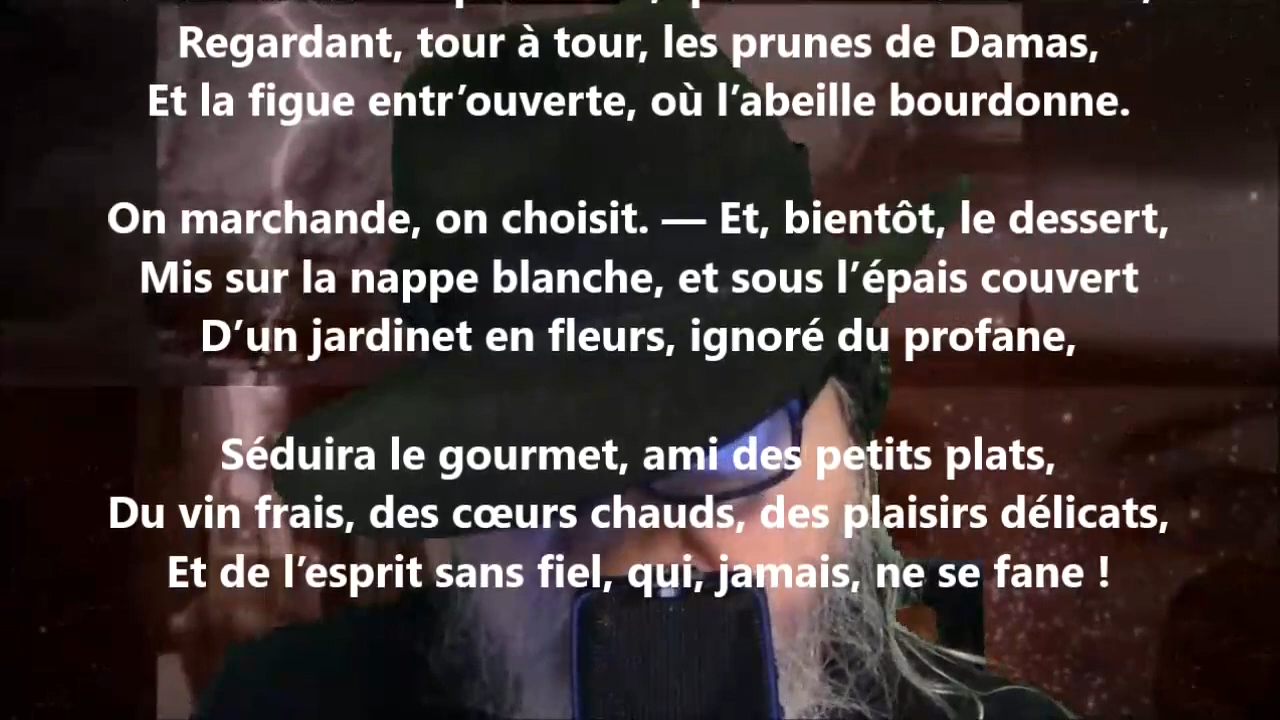 Regardant, tour à tour, les prunes de Damas,
Et la figue entr’ouverte, où l’abeille bourdonne.
On marchande, on choisit. — Et, bientôt, le dessert,
Mis sur la nappe blanche, et sous l’épais couvert
D’un jardinet en fleurs, ignoré du profane,
Séduira le gourmet, ami des petits plats,
Du vin frais, des cœurs chauds, des plaisirs délicats,
Et de l’esprit sans fiel, qui, jamais, ne se fane !